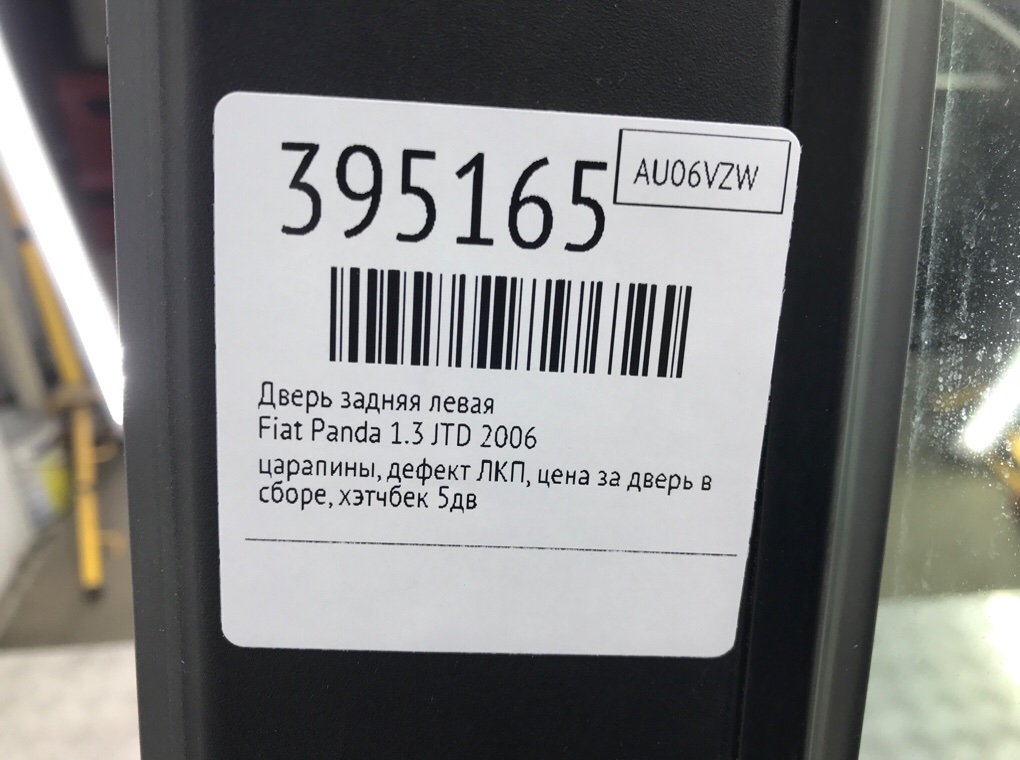 395165
AU06VZW
Дверь задняя левая
Fiat Panda 1.3 JTD 2006
царапины, дефект ЛКП, цена за дверь в
сборе, хэтчбек 5дв